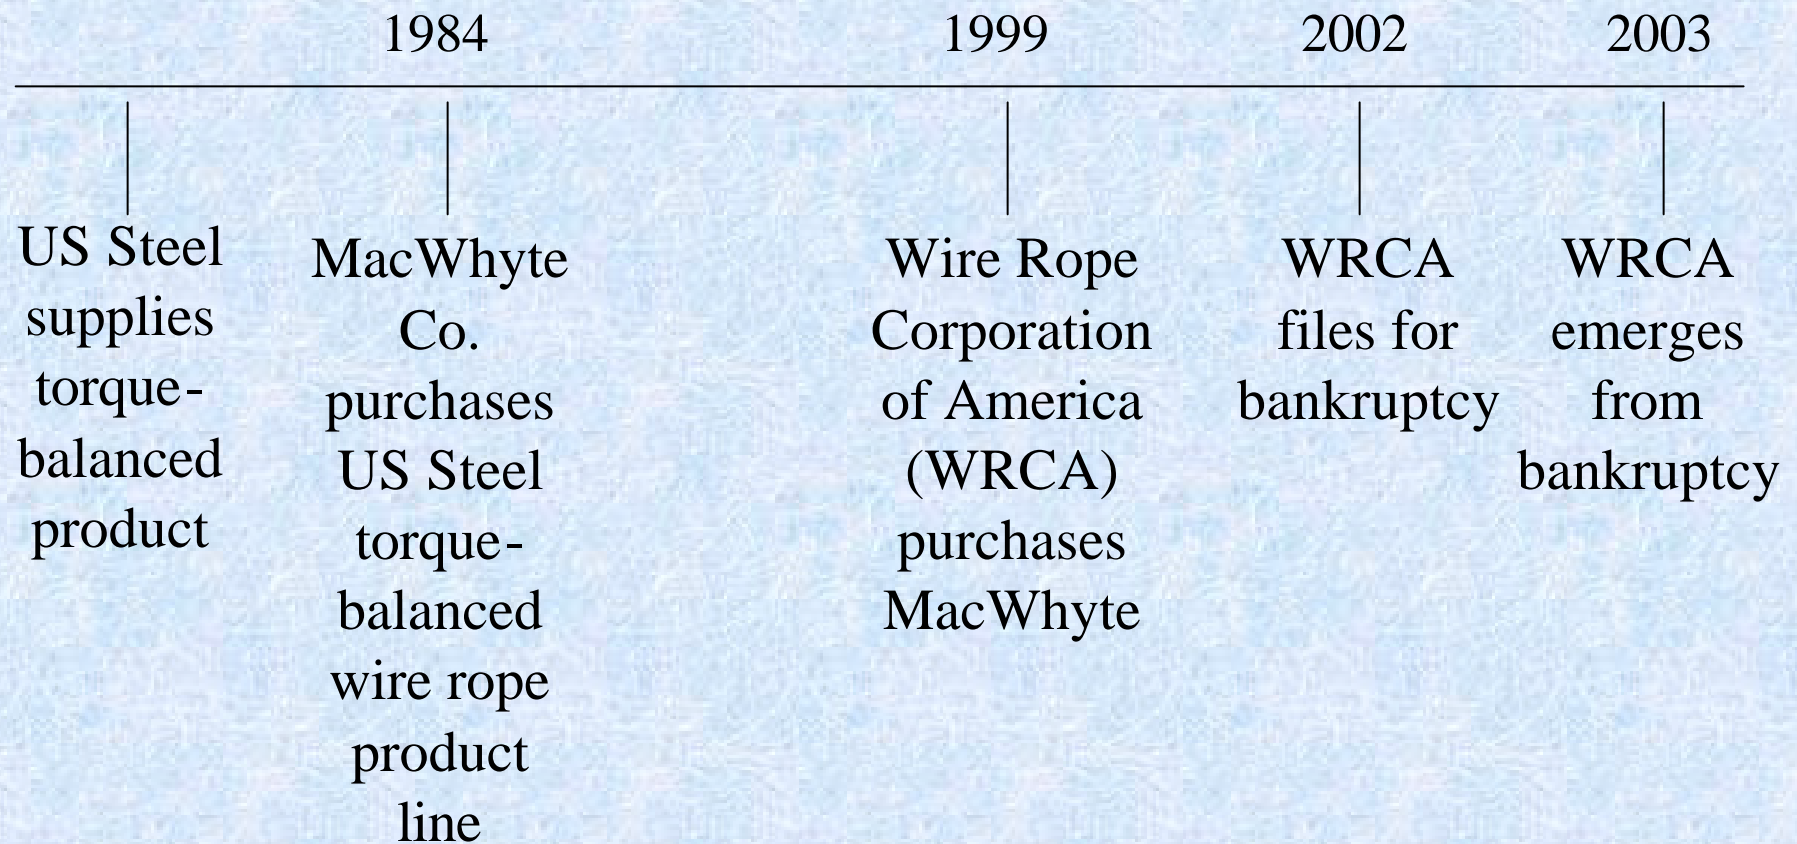 1984
1999
2002
2003
US Steel
supplies
torque-
balanced
product
MacWhyte
Co.
purchases
US Steel
torque-
balanced
wire rope
product
line
Wire Rope
Corporation
of America
(WRCA)
purchases
MacWhyte
WRCA
files for
bankruptcy
WRCA
emerges
from
bankruptcy